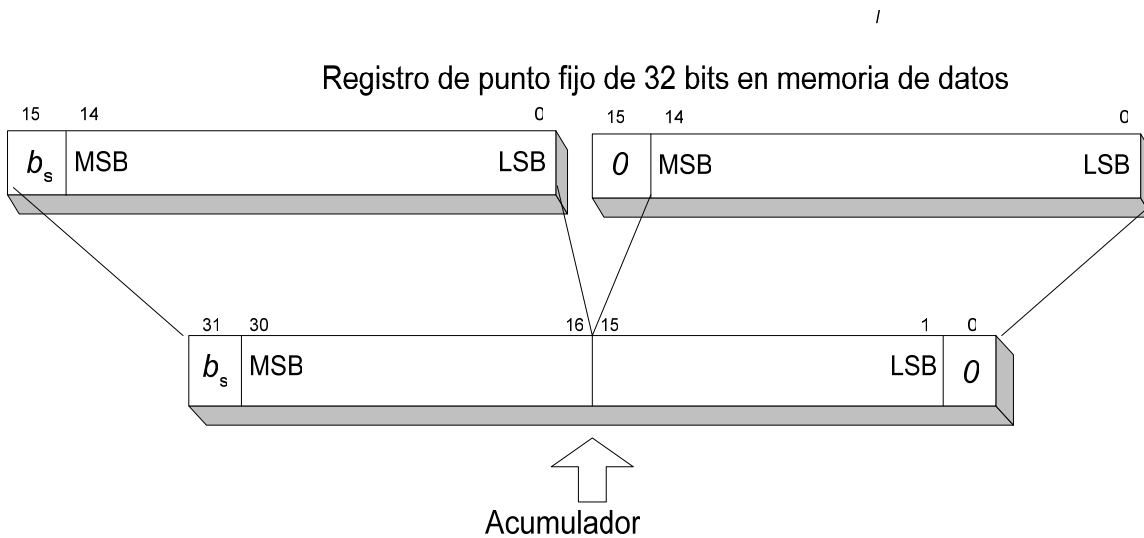 l
Registro de punto fijo de 32 bits en memoria de datos
15 14 0 15 14 0
bs MSB LSB 0 MSB LSB
31 30 16 15 1 0
bs MSB LSB 0
Acumulador